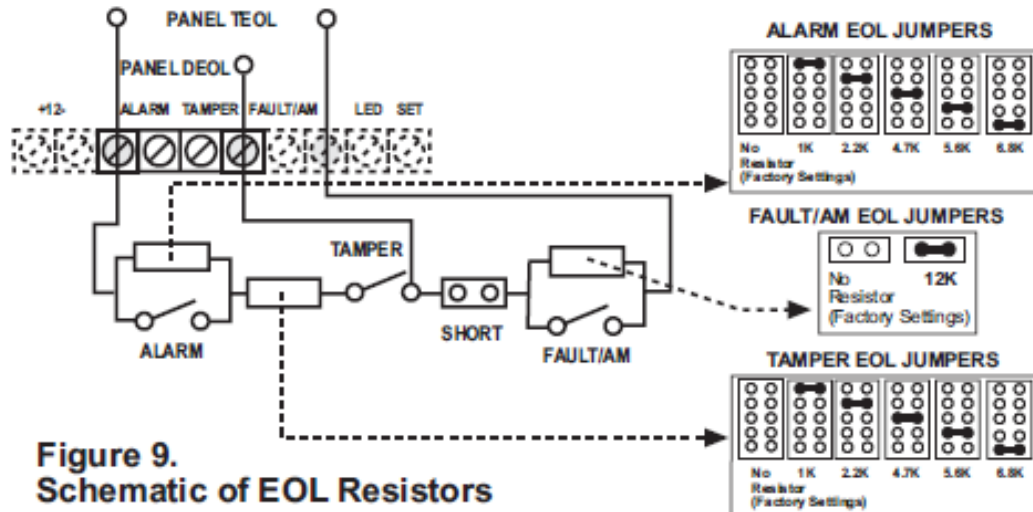 PANEL TEOL
PANEL DEOL
+12-
ALARM
TAMPER
FAULT/AM
LED
SET
TAMPER
ALARM
SHORT
FAULT/AM
ALARM EOL JUMPERS
No Resistor (Factory Settings)
1K
2.2K
4.7K
5.6K
6.8K
FAULT/AM EOL JUMPERS
No Resistor (Factory Settings)
12K
TAMPER EOL JUMPERS
No Resistor (Factory Settings)
1K
2.2K
4.7K
5.6K
6.8K
Figure 9.
Schematic of EOL Resistors